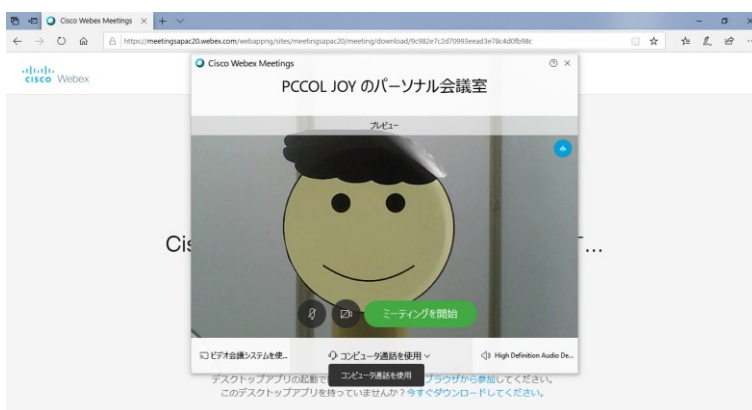 Cisco Webex Meetings
https://meetingsapac20.webex.com/webappng/sites/meetingsapac20/meeting/download/9c982e7c2d70993eead3e78c4d0fb98c
CISCO Webex
Cisco Webex Meetings
PCCOL JOY のパーソナル会議室
プレビュー
Cis
...
ミーティングを開始
ビデオ会議システムを使...
コンピュータ通話を使用
High Definition Audio De...
コンピュータ通話を使用
デスクトップアプリの起動で
ブラウザから参加してください。
このデスクトップアプリを持っていませんか？今すぐダウンロードしてください。